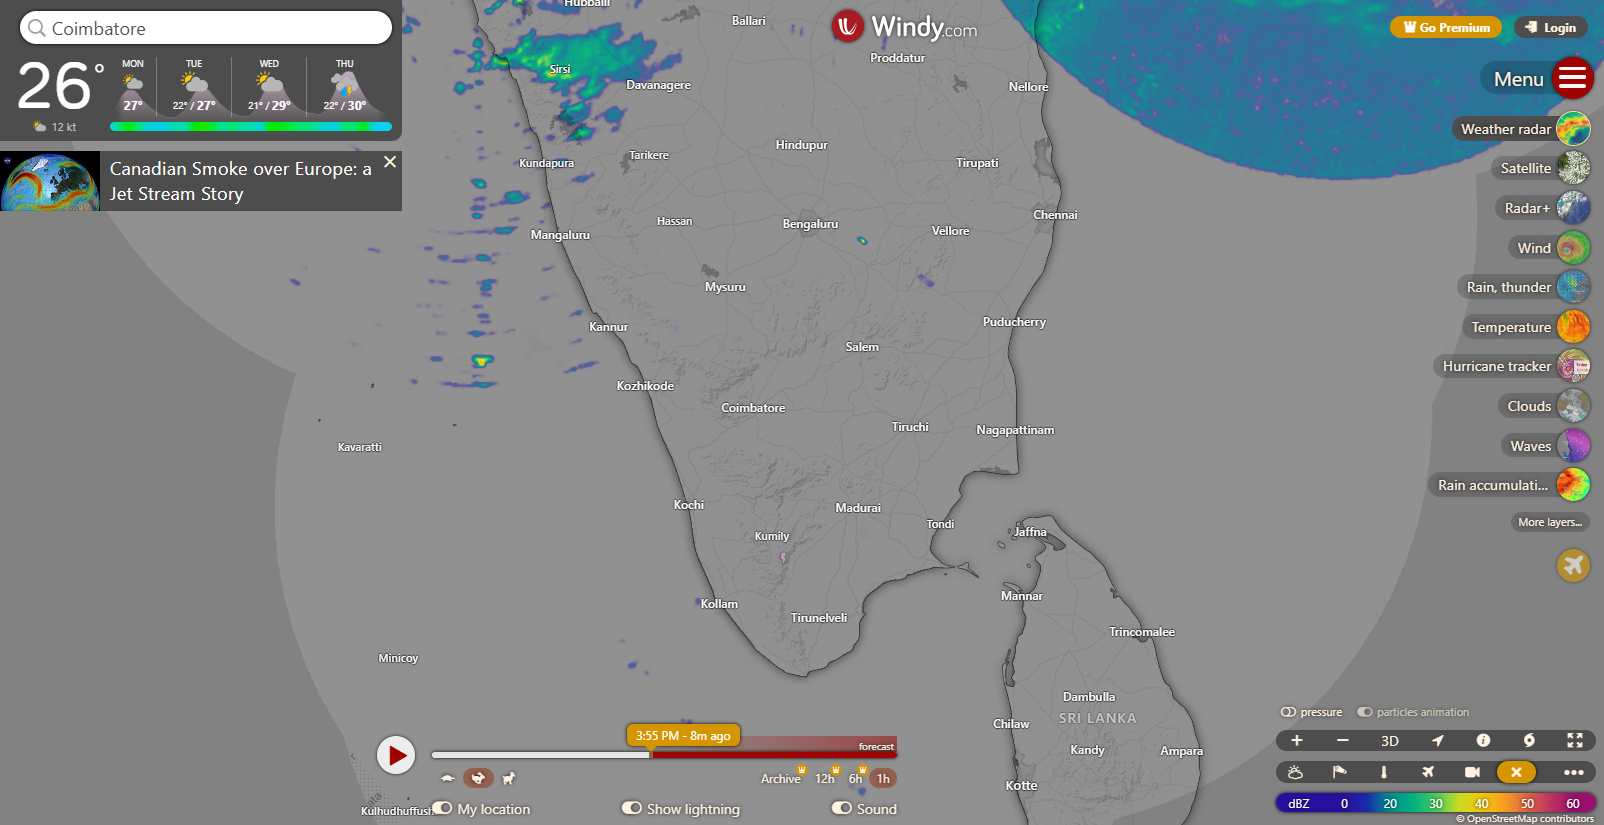 Coimbatore
26°
12 kt
MON
27°
TUE
22° / 27°
WED
21° / 29°
THU
22° / 30°
Canadian Smoke over Europe: a
Jet Stream Story
Windy.com
Go Premium
Login
Menu
Weather radar
Satellite
Radar+
Wind
Rain, thunder
Temperature
Hurricane tracker
Clouds
Waves
Rain accumulati...
More layers...
Hubballi
Ballari
Proddatur
Sirsi
Davanagere
Nellore
Hindupur
Tarikere
Kundapura
Tirupati
Hassan
Bengaluru
Chennai
Mangaluru
Vellore
Mysuru
Kannur
Puducherry
Salem
Kozhikode
Coimbatore
Tiruchi
Nagapattinam
Kavaratti
Kochi
Madurai
Tondi
Jaffna
Kumily
Mannar
Kollam
Tirunelveli
Trincomalee
Minicoy
Dambulla
SRI LANKA
Chilaw
Kandy
Ampara
Kotte
Kulhudhuffushi
3:55 PM - 8m ago
forecast
Archive
12h
6h
1h
My location
Show lightning
Sound
pressure
particles animation
+
−
3D
dBZ 0 20 30 40 50 60
© OpenStreetMap contributors